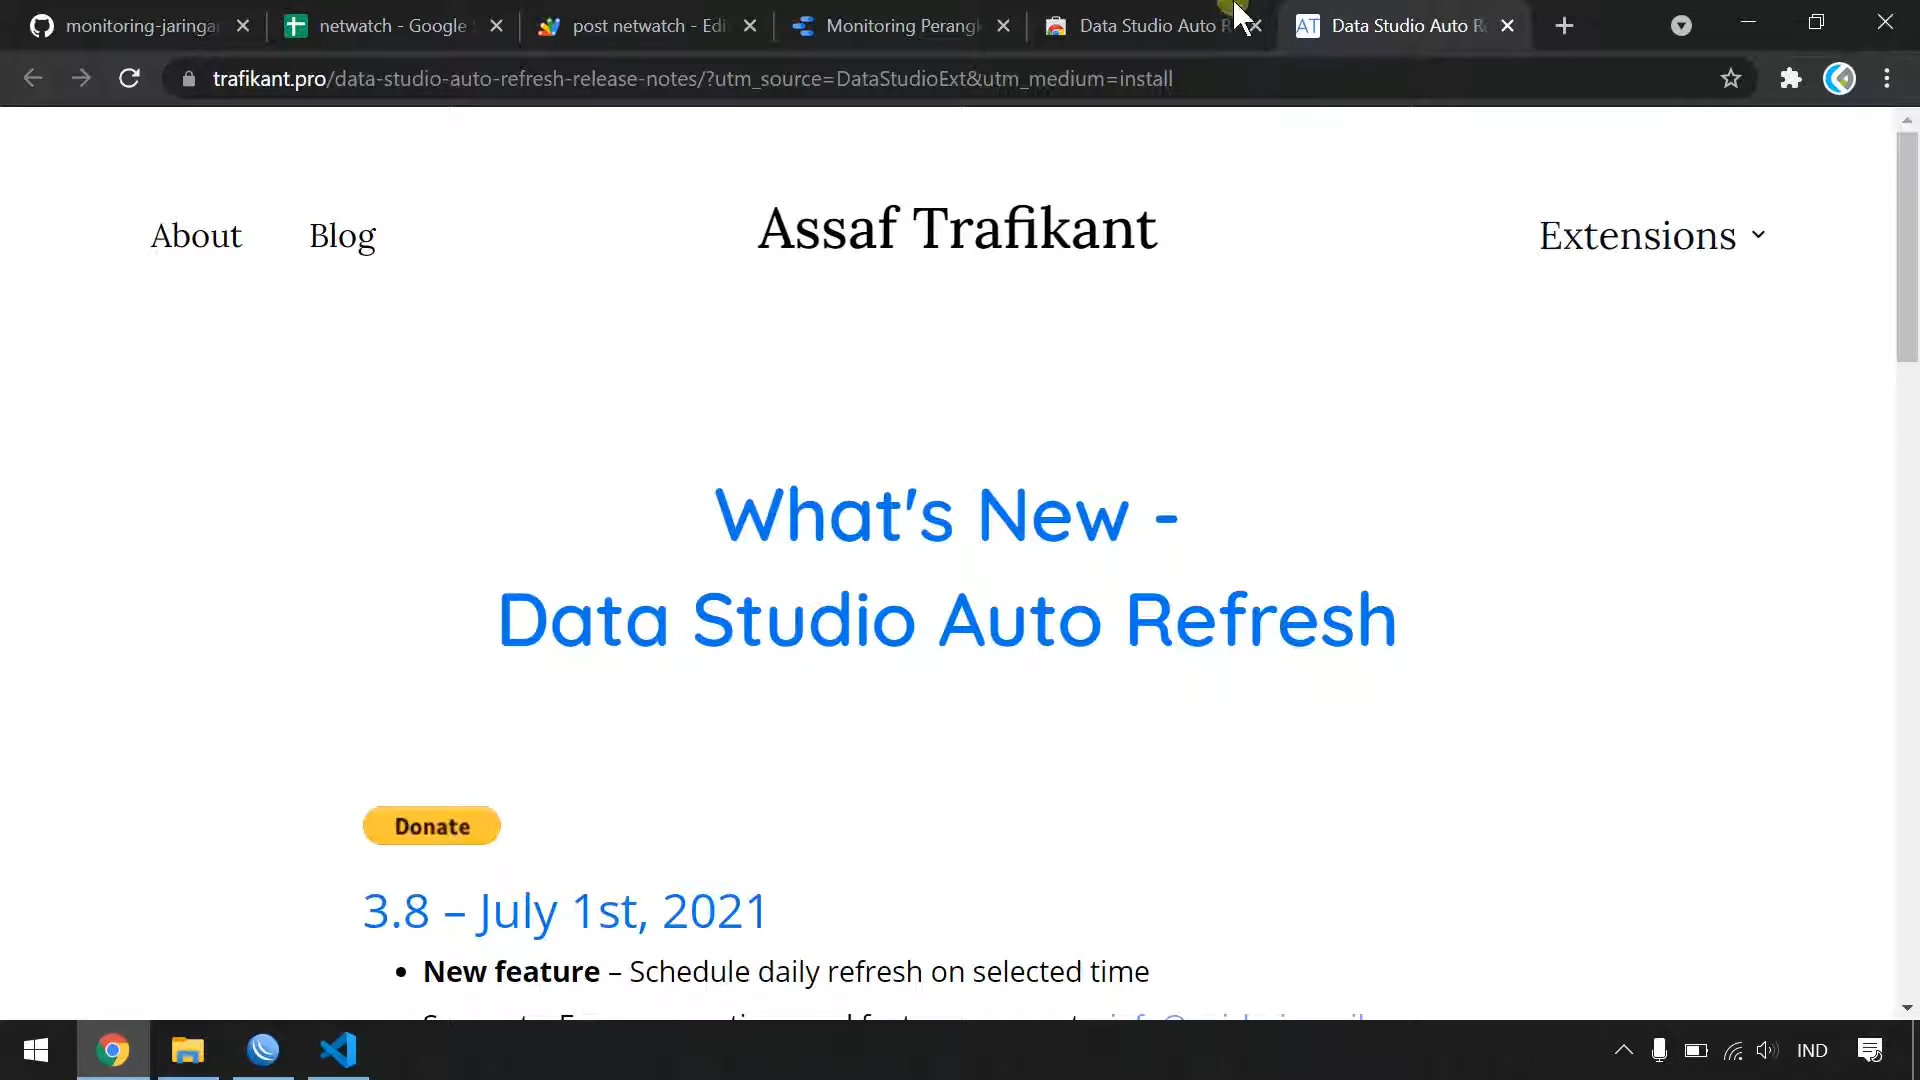 monitoring-jaringa
netwatch - Google
post netwatch - Edi
Monitoring Perangk
Data Studio Auto R
AT Data Studio Auto R
trafikant.pro/data-studio-auto-refresh-release-notes/?utm_source=DataStudioExt&utm_medium=install
About Blog
Assaf Trafikant
Extensions
What's New -
Data Studio Auto Refresh
Donate
3.8 – July 1st, 2021
• New feature – Schedule daily refresh on selected time
IND